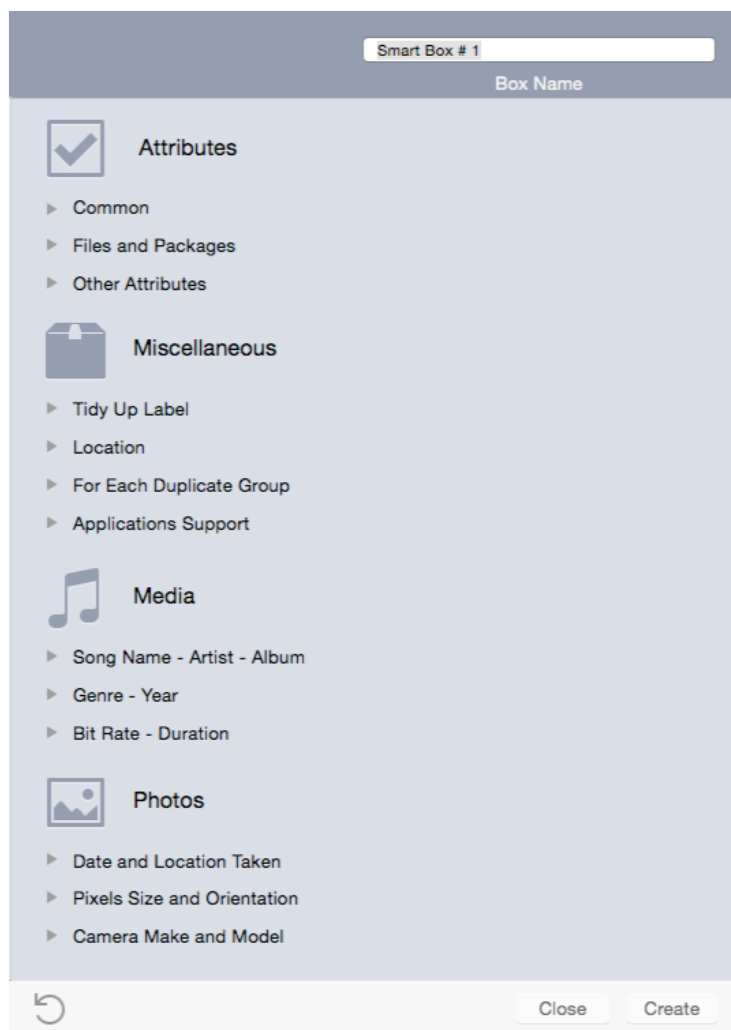 Smart Box # 1
Box Name
Attributes
Common
Files and Packages
Other Attributes
Miscellaneous
Tidy Up Label
Location
For Each Duplicate Group
Applications Support
Media
Song Name - Artist - Album
Genre - Year
Bit Rate - Duration
Photos
Date and Location Taken
Pixels Size and Orientation
Camera Make and Model
Close Create